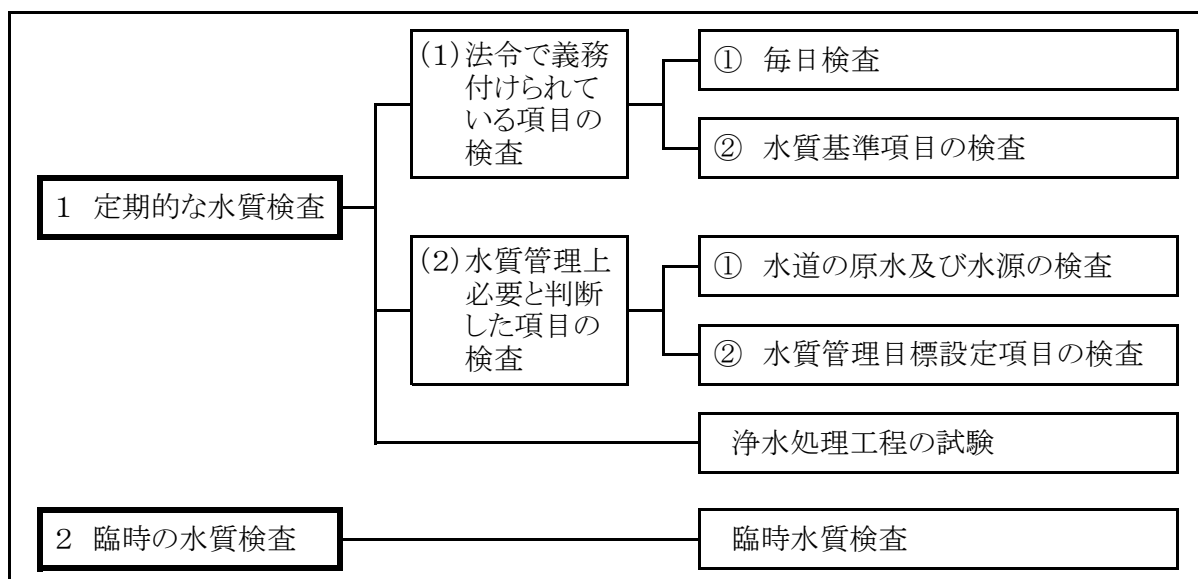 1 定期的な水質検査
(1)法令で義務
付けられて
いる項目の
検査
① 毎日検査
② 水質基準項目の検査
(2)水質管理上
必要と判断
した項目の
検査
① 水道の原水及び水源の検査
② 水質管理目標設定項目の検査
浄水処理工程の試験
2 臨時の水質検査
臨時水質検査